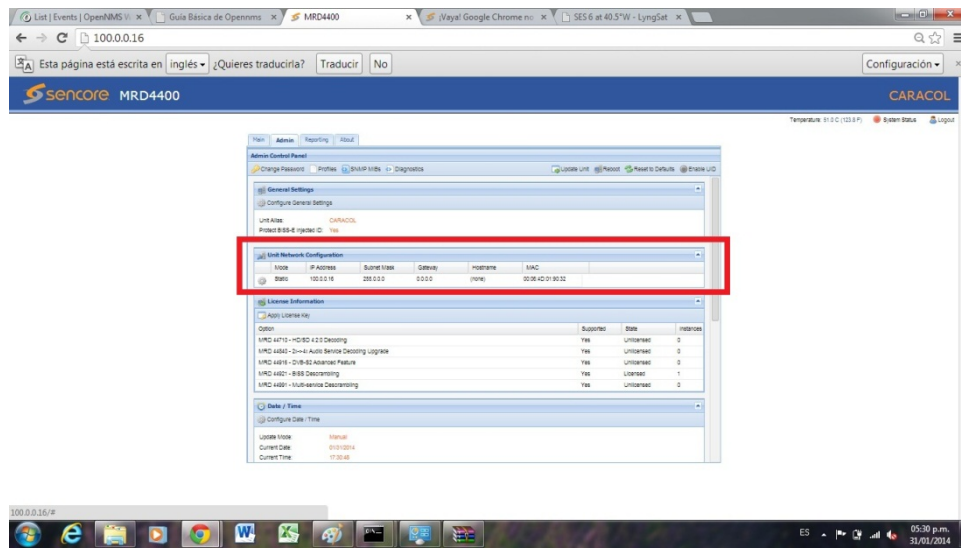 List | Events | OpenNMS W
Guía Básica de Opennms
MRD4400
¡Vaya! Google Chrome no
SES 6 at 40.5°W - LyngSat
100.0.0.16
Esta página está escrita en inglés ¿Quieres traducirla? Traducir No Configuración
sencore MRD4400 CARACOL
Temperature: 51.0 C (123.8 F) System Status Logout
Main Admin Reporting About
Admin Control Panel
Change Password Profiles SNMP MIBs Diagnostics Update Unit Reboot Reset to Defaults Enable LIO
General Settings
Configure General Settings
Unit Alias: CARACOL
Protect BISS-E Injected ID: Yes
Unit Network Configuration
Mode IP Address Subnet Mask Gateway Hostname MAC
Static 100.0.0.16 255.0.0.0 0.0.0.0 (none) 00:06:4D:01:90:32
License Information
Apply License Key
Option Supported State Instances
MRD 44710 - HD/SD 4:2:0 Decoding Yes Unlicensed 0
MRD 44840 - 2-->4: Audio Service Decoding Upgrade Yes Unlicensed 0
MRD 44915 - DVB-S2 Advanced Feature Yes Unlicensed 0
MRD 44921 - BISS Descrambling Yes Licensed 1
MRD 44991 - Multi-service Descrambling Yes Unlicensed 0
Date / Time
Configure Date / Time
Update Mode: Manual
Current Date: 01/31/2014
Current Time: 17:30:48
100.0.0.16/#
ES 05:30 p.m.
31/01/2014